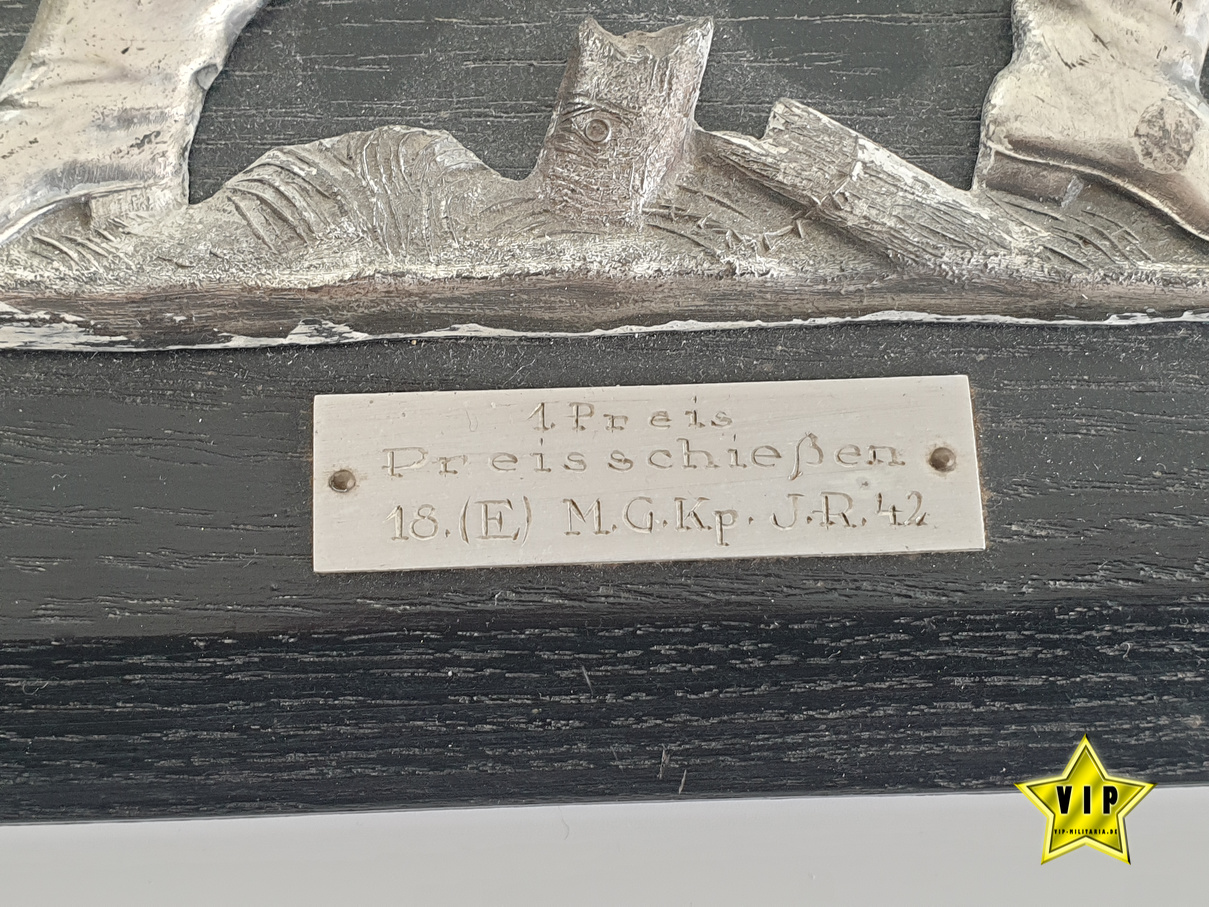 1. Preis
Preisschießen
18.(E) M.G.Kp. J.R.42
VIP
VIP-MILITARIA.DE